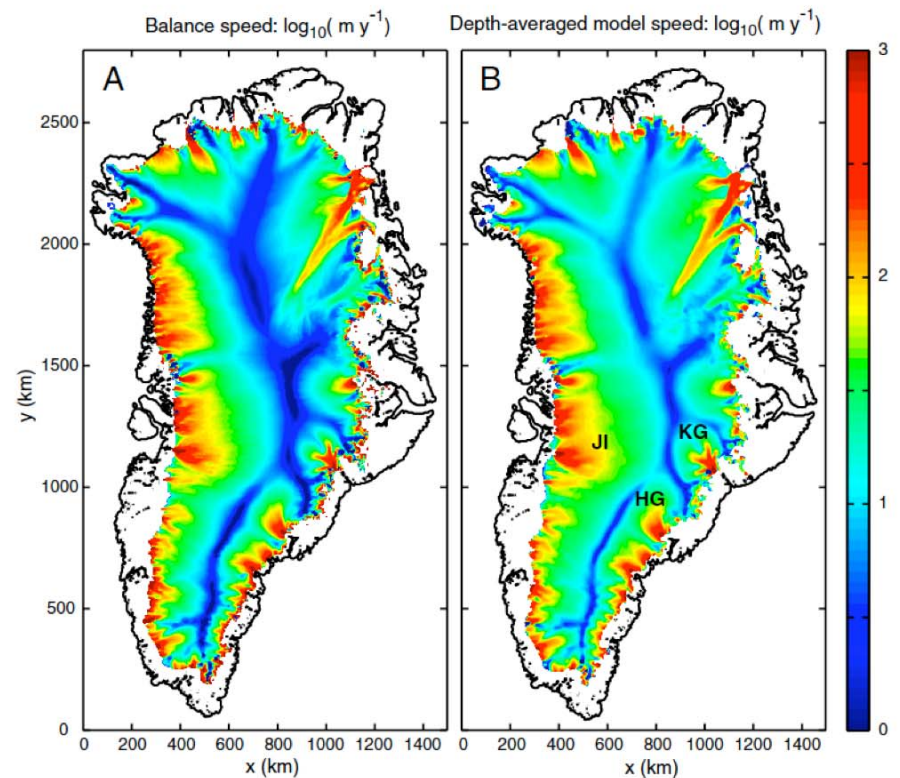 Balance speed: log10( m y-1)
Depth-averaged model speed: log10( m y-1)
A
B
2500
2000
1500
1000
500
0
y (km)
JI
KG
HG
3
2
1
0
0 200 400 600 800 1000 1200 1400
0 200 400 600 800 1000 1200 1400
x (km)
x (km)